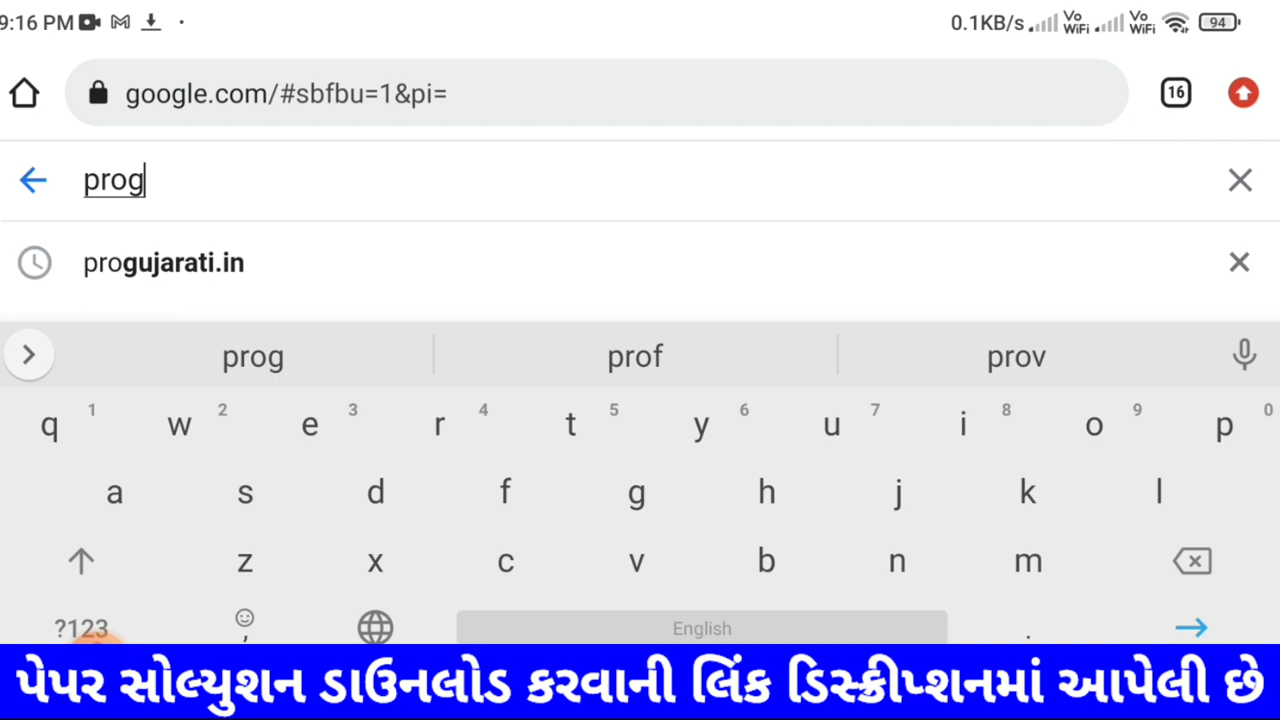 9:16 PM
0.1KB/s Vo WiFi Vo WiFi 94
google.com/#sbfbu=1&pi=
16
prog
progujarati.in
prog prof prov
q 1 w 2 e 3 r 4 t 5 y 6 u 7 i 8 o 9 p 0
a s d f g h j k l
z x c v b n m
?123 , English .
પેપર સોલ્યુશન ડાઉનલોડ કરવાની લિંક ડિસ્ક્રીપ્શનમાં આપેલી છે